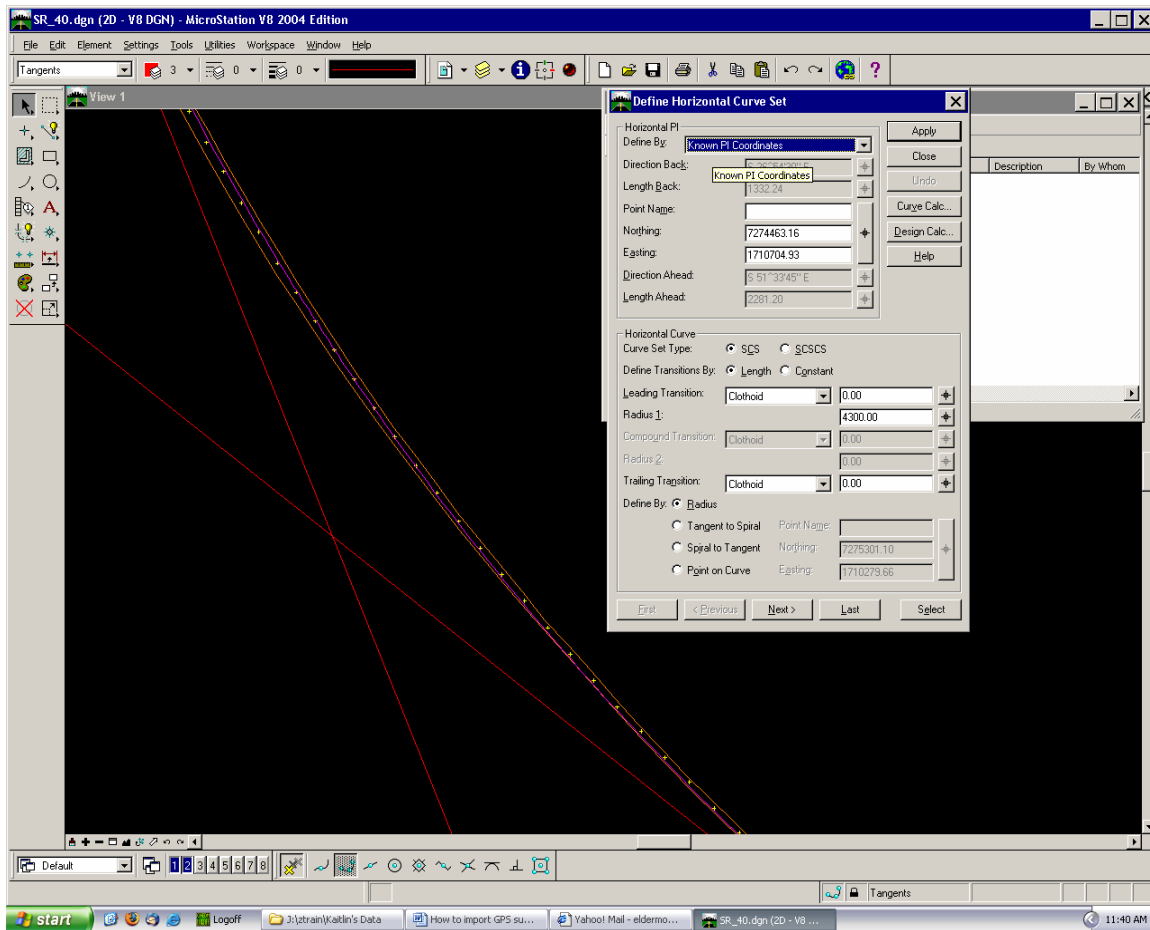 SR_40.dgn (2D - V8 DGN) - MicroStation V8 2004 Edition
File Edit Element Settings Tools Utilities Workspace Window Help
Tangents 3 0 0
View 1
Define Horizontal Curve Set
Horizontal PI
Define By: Known PI Coordinates
Apply
Direction Back:
Known PI Coordinates
Close
Length Back: 1332.24
Undo
Point Name:
Curve Calc...
Northing: 7274463.16
Design Calc...
Easting: 1710704.93
Help
Direction Ahead: S 51^33'45" E
Length Ahead: 2281.20
Description By Whom
Horizontal Curve
Curve Set Type: SCS SCSCS
Define Transitions By: Length Constant
Leading Transition: Clothoid 0.00
Radius 1: 4300.00
Compound Transition: Clothoid 0.00
Radius 2: 0.00
Trailing Transition: Clothoid 0.00
Define By: Radius
Tangent to Spiral Point Name:
Spiral to Tangent Northing: 7275301.10
Point on Curve Easting: 1710279.66
First < Previous Next > Last Select
Default 1 2 3 4 5 6 7 8
Tangents
start Logoff J:\ztrain\Kaitlin's Data How to import GPS su... Yahoo! Mail - eldermo... SR_40.dgn (2D - V8 ... 11:40 AM